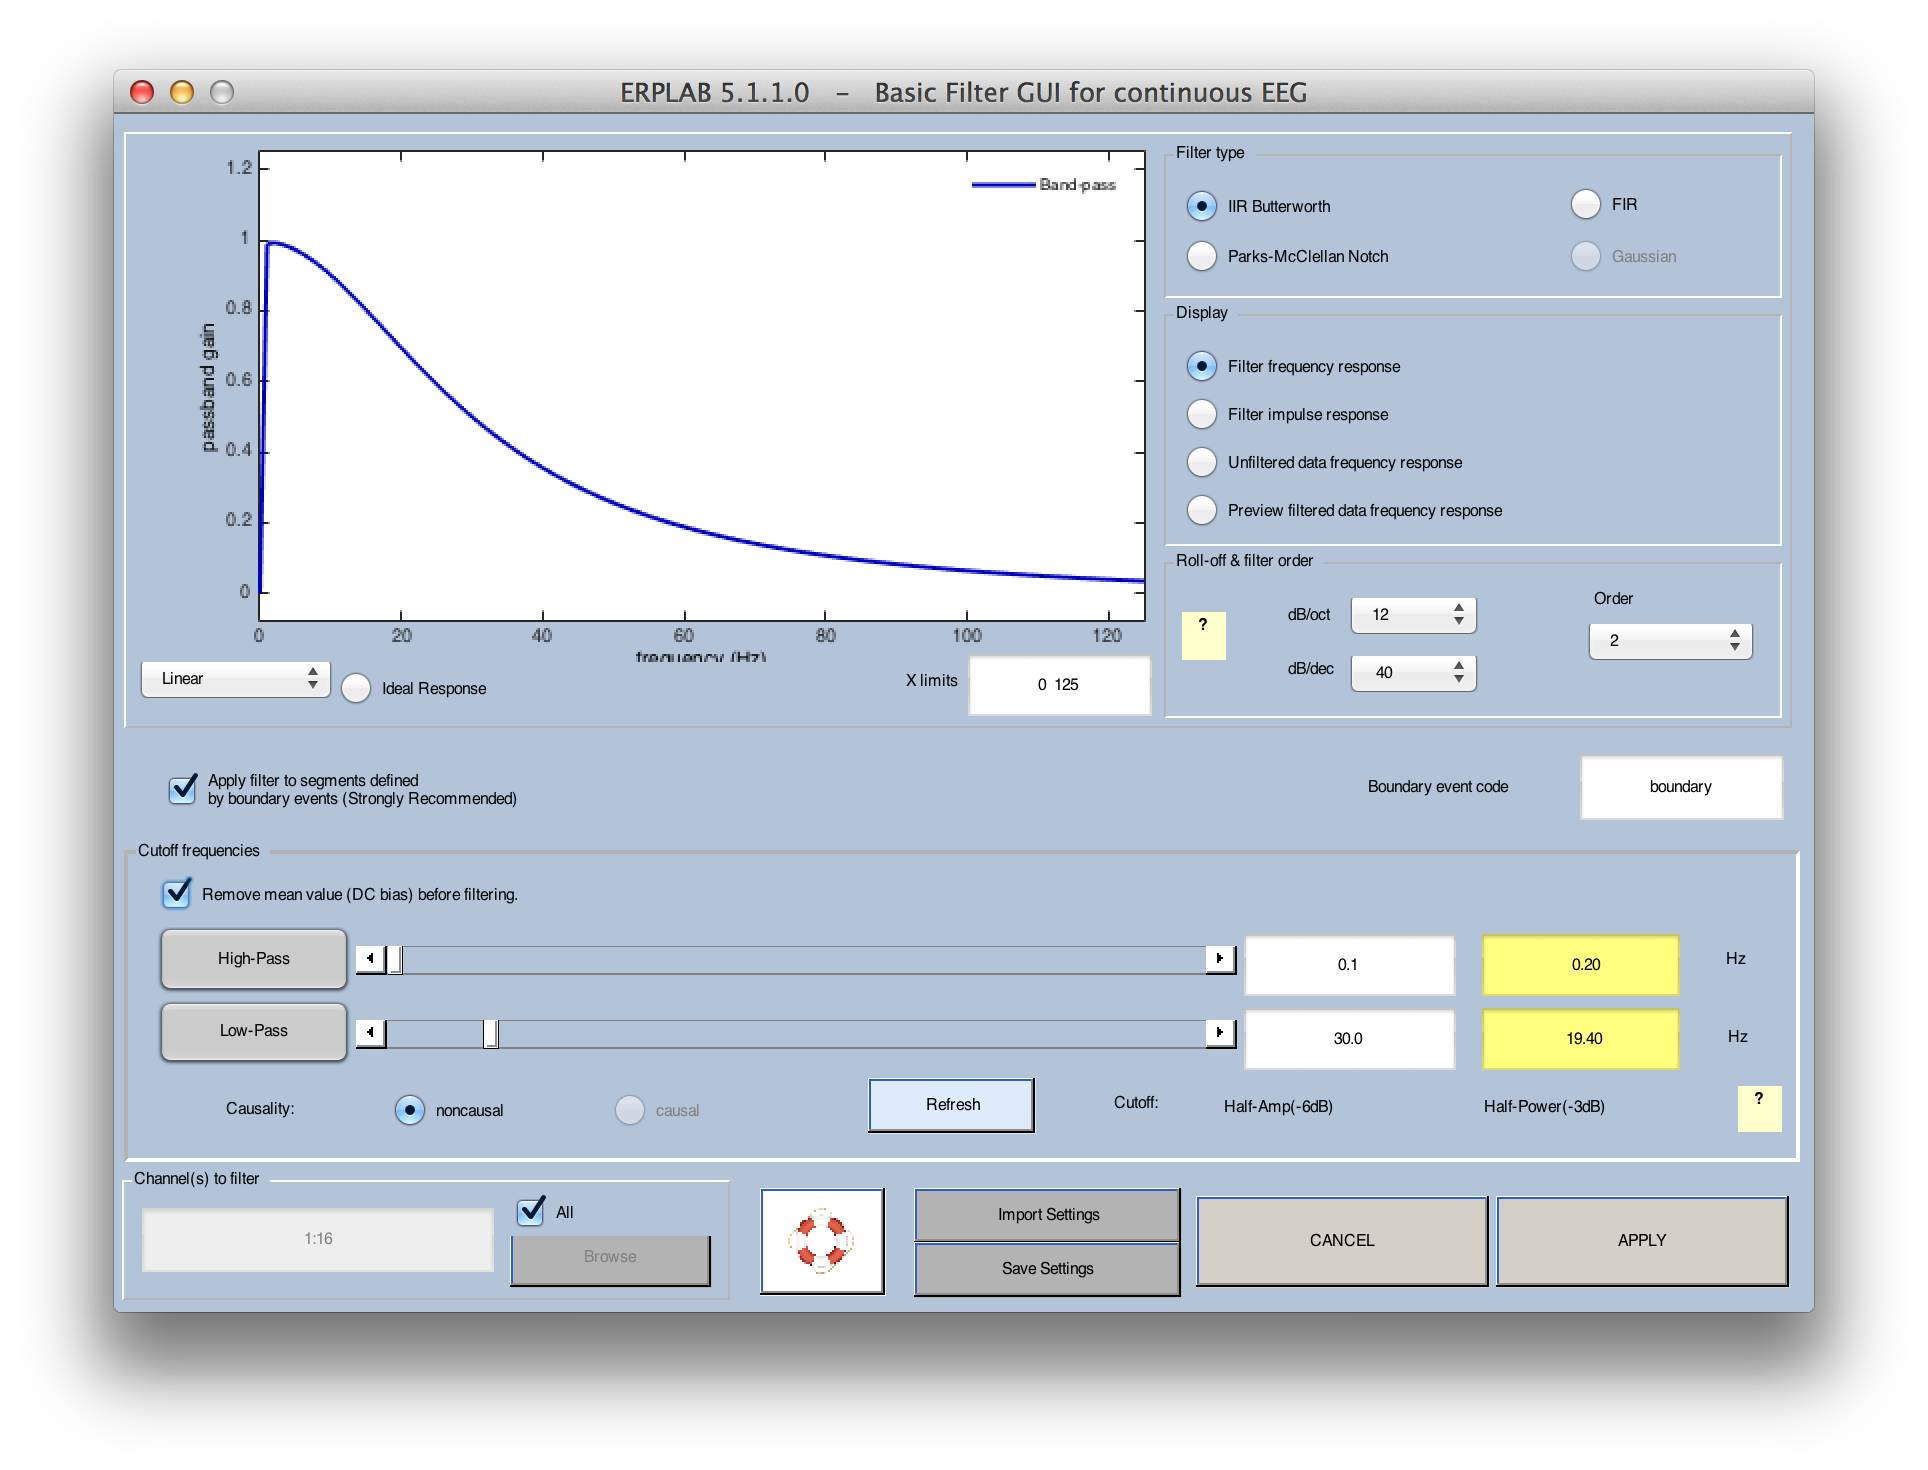 ERPLAB 5.1.1.0 - Basic Filter GUI for continuous EEG
1.2
1
0.8
0.6
0.4
0.2
0
passband gain
Band-pass
0 20 40 60 80 100 120
frequency (Hz)
Linear
Ideal Response
X limits
0 125
Filter type
IIR Butterworth
FIR
Parks-McClellan Notch
Gaussian
Display
Filter frequency response
Filter impulse response
Unfiltered data frequency response
Preview filtered data frequency response
Roll-off & filter order
?
dB/oct
12
dB/dec
40
Order
2
Apply filter to segments defined
by boundary events (Strongly Recommended)
Boundary event code
boundary
Cutoff frequencies
Remove mean value (DC bias) before filtering.
High-Pass
0.1
0.20
Hz
Low-Pass
30.0
19.40
Hz
Causality:
noncausal
causal
Refresh
Cutoff:
Half-Amp(-6dB)
Half-Power(-3dB)
?
Channel(s) to filter
1:16
All
Browse
Import Settings
Save Settings
CANCEL
APPLY